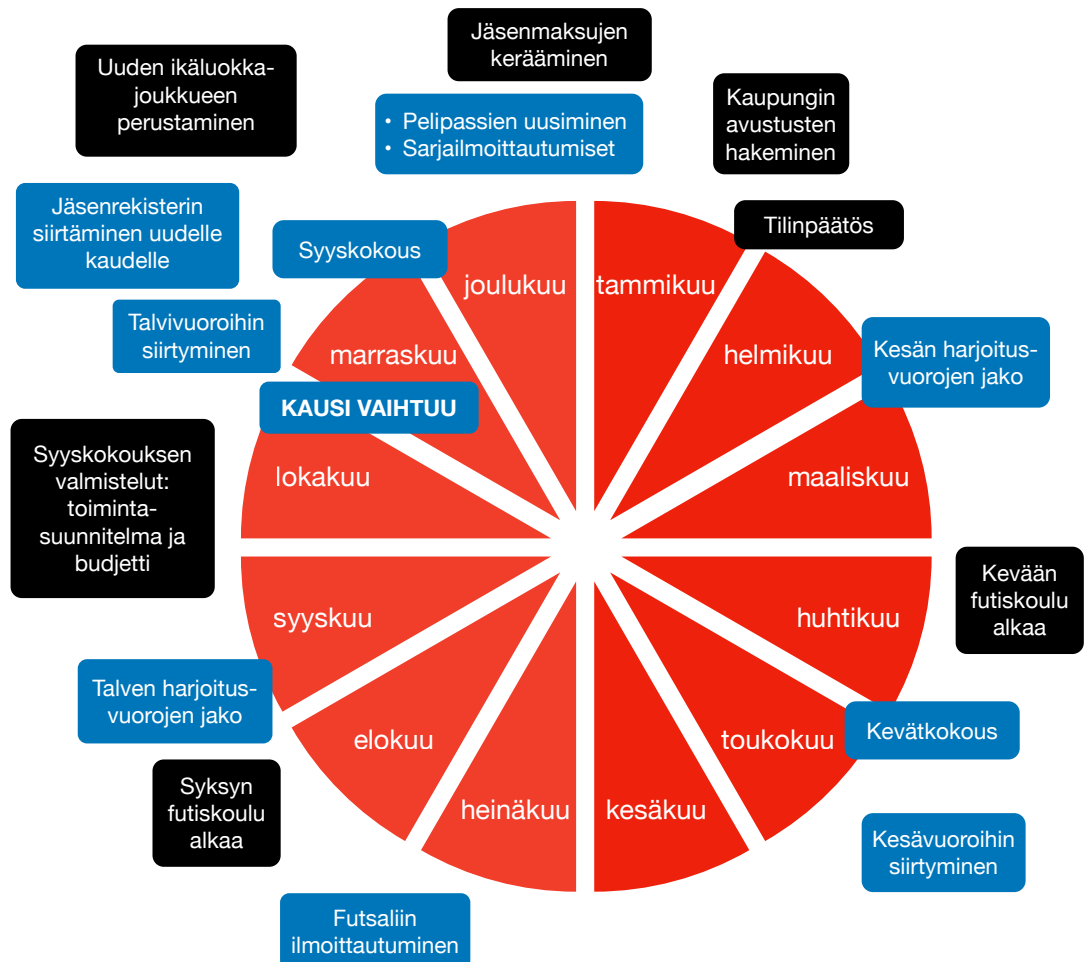 Jäsenmaksujen
kerääminen
Uuden ikäluokka-
joukkueen
perustaminen
• Pelipassien uusiminen
• Sarjailmoittautumiset
Kaupungin
avustusten
hakeminen
Jäsenrekisterin
siirtäminen uudelle
kaudelle
Syyskokous
Tilinpäätös
joulukuu
tammikuu
Talvivuoroihin
siirtyminen
marraskuu
helmikuu
Kesän harjoitus-
vuorojen jako
KAUSI VAIHTUU
Syyskokouksen
valmistelut:
toiminta-
suunnitelma ja
budjetti
lokakuu
maaliskuu
Kevään
futiskoulu
alkaa
syyskuu
huhtikuu
Talven harjoitus-
vuorojen jako
elokuu
toukokuu
Kevätkokous
Syksyn
futiskoulu
alkaa
heinäkuu
kesäkuu
Kesävuoroihin
siirtyminen
Futsaliin
ilmoittautuminen